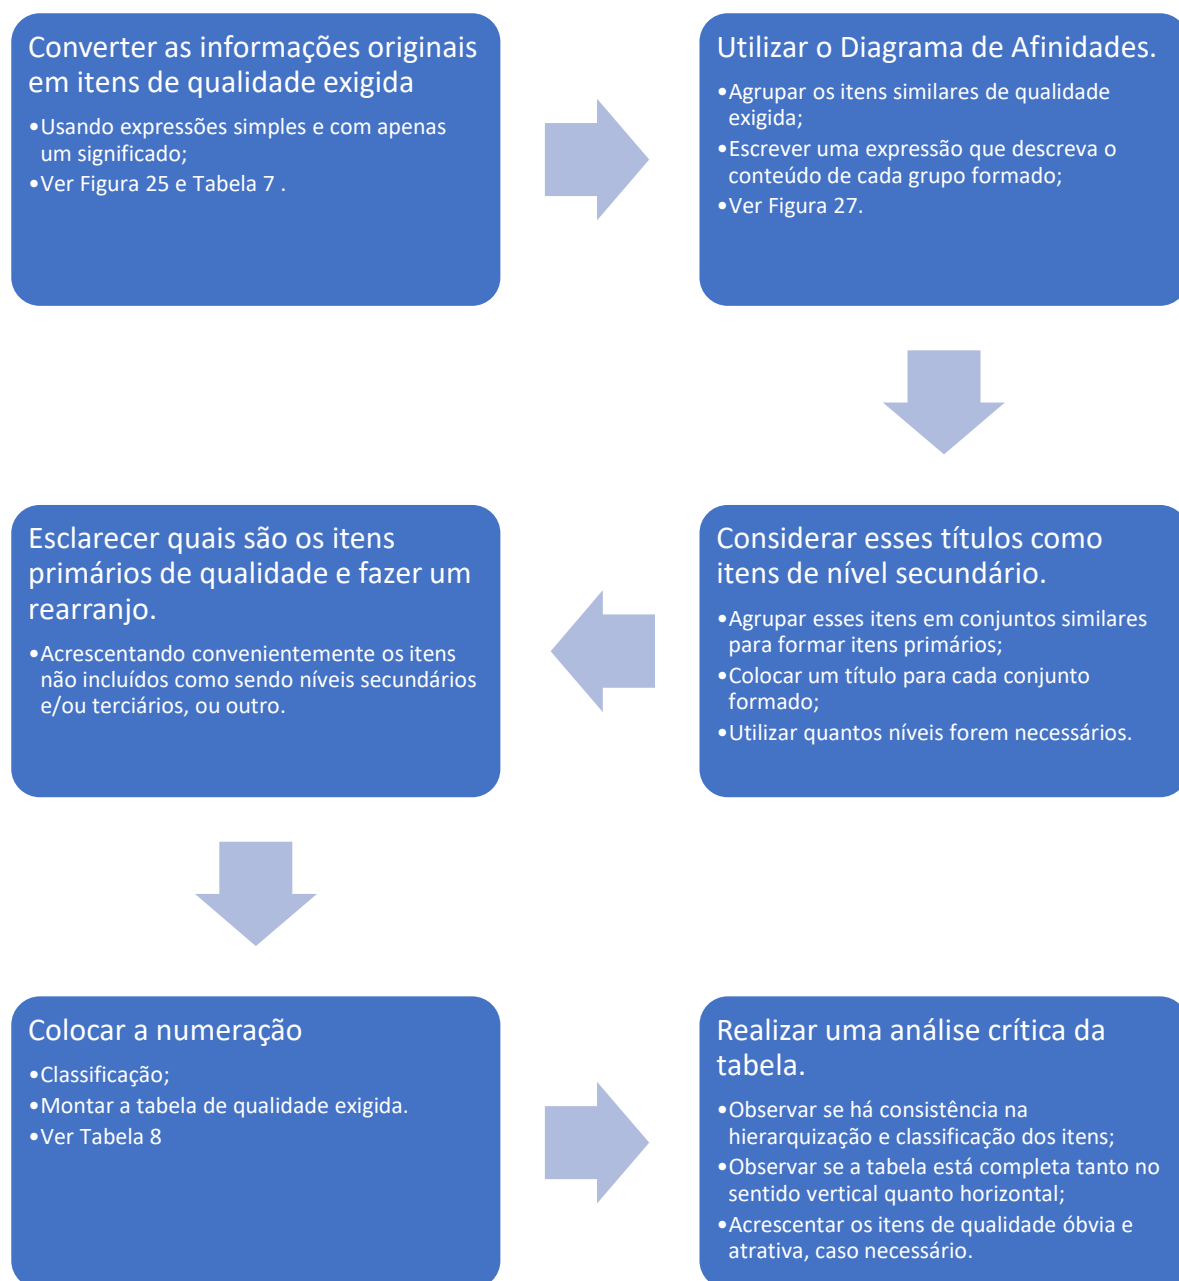 Converter as informações originais
em itens de qualidade exigida
•Usando expressões simples e com apenas
um significado;
•Ver Figura 25 e Tabela 7 .
Utilizar o Diagrama de Afinidades.
•Agrupar os itens similares de qualidade
exigida;
•Escrever uma expressão que descreva o
conteúdo de cada grupo formado;
•Ver Figura 27.
Considerar esses títulos como
itens de nível secundário.
•Agrupar esses itens em conjuntos similares
para formar itens primários;
•Colocar um título para cada conjunto
formado;
•Utilizar quantos níveis forem necessários.
Esclarecer quais são os itens
primários de qualidade e fazer um
rearranjo.
•Acrescentando convenientemente os itens
não incluídos como sendo níveis secundários
e/ou terciários, ou outro.
Colocar a numeração
•Classificação;
•Montar a tabela de qualidade exigida.
•Ver Tabela 8
Realizar uma análise crítica da
tabela.
•Observar se há consistência na
hierarquização e classificação dos itens;
•Observar se a tabela está completa tanto no
sentido vertical quanto horizontal;
•Acrescentar os itens de qualidade óbvia e
atrativa, caso necessário.